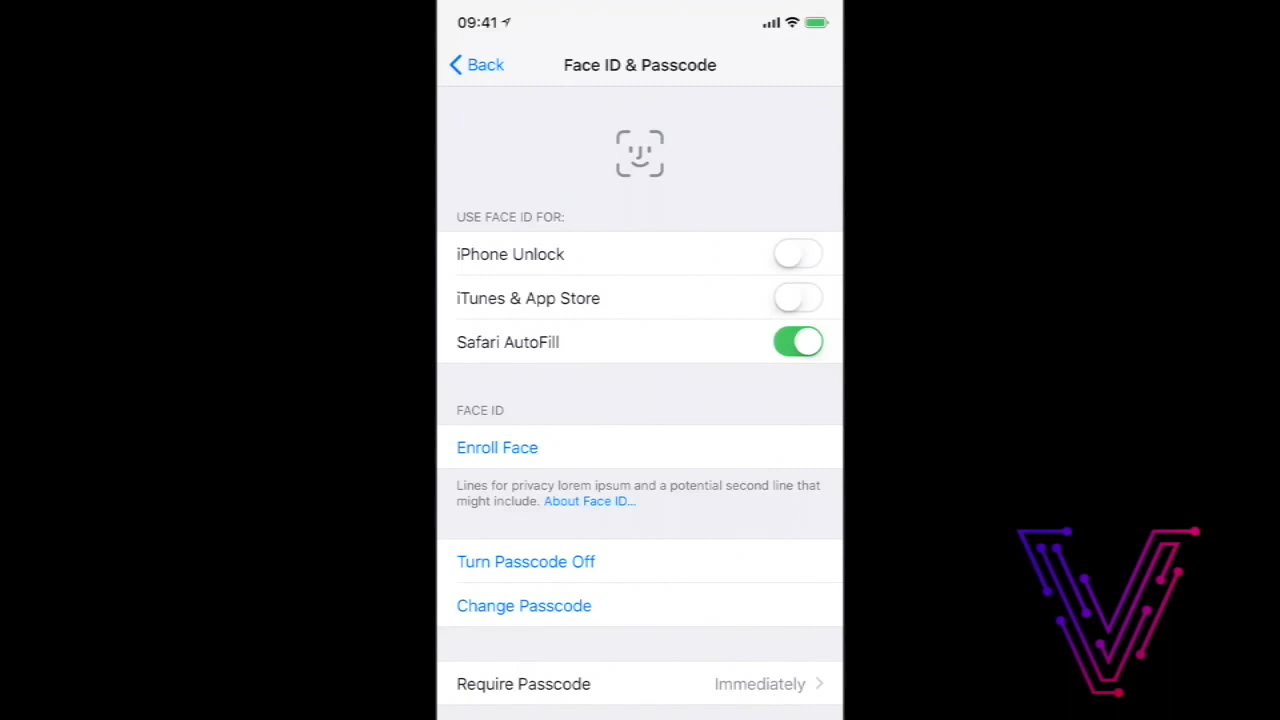 09:41
Back
Face ID & Passcode
USE FACE ID FOR:
iPhone Unlock
iTunes & App Store
Safari AutoFill
FACE ID
Enroll Face
Lines for privacy lorem ipsum and a potential second line that
might include. About Face ID...
Turn Passcode Off
Change Passcode
Require Passcode Immediately